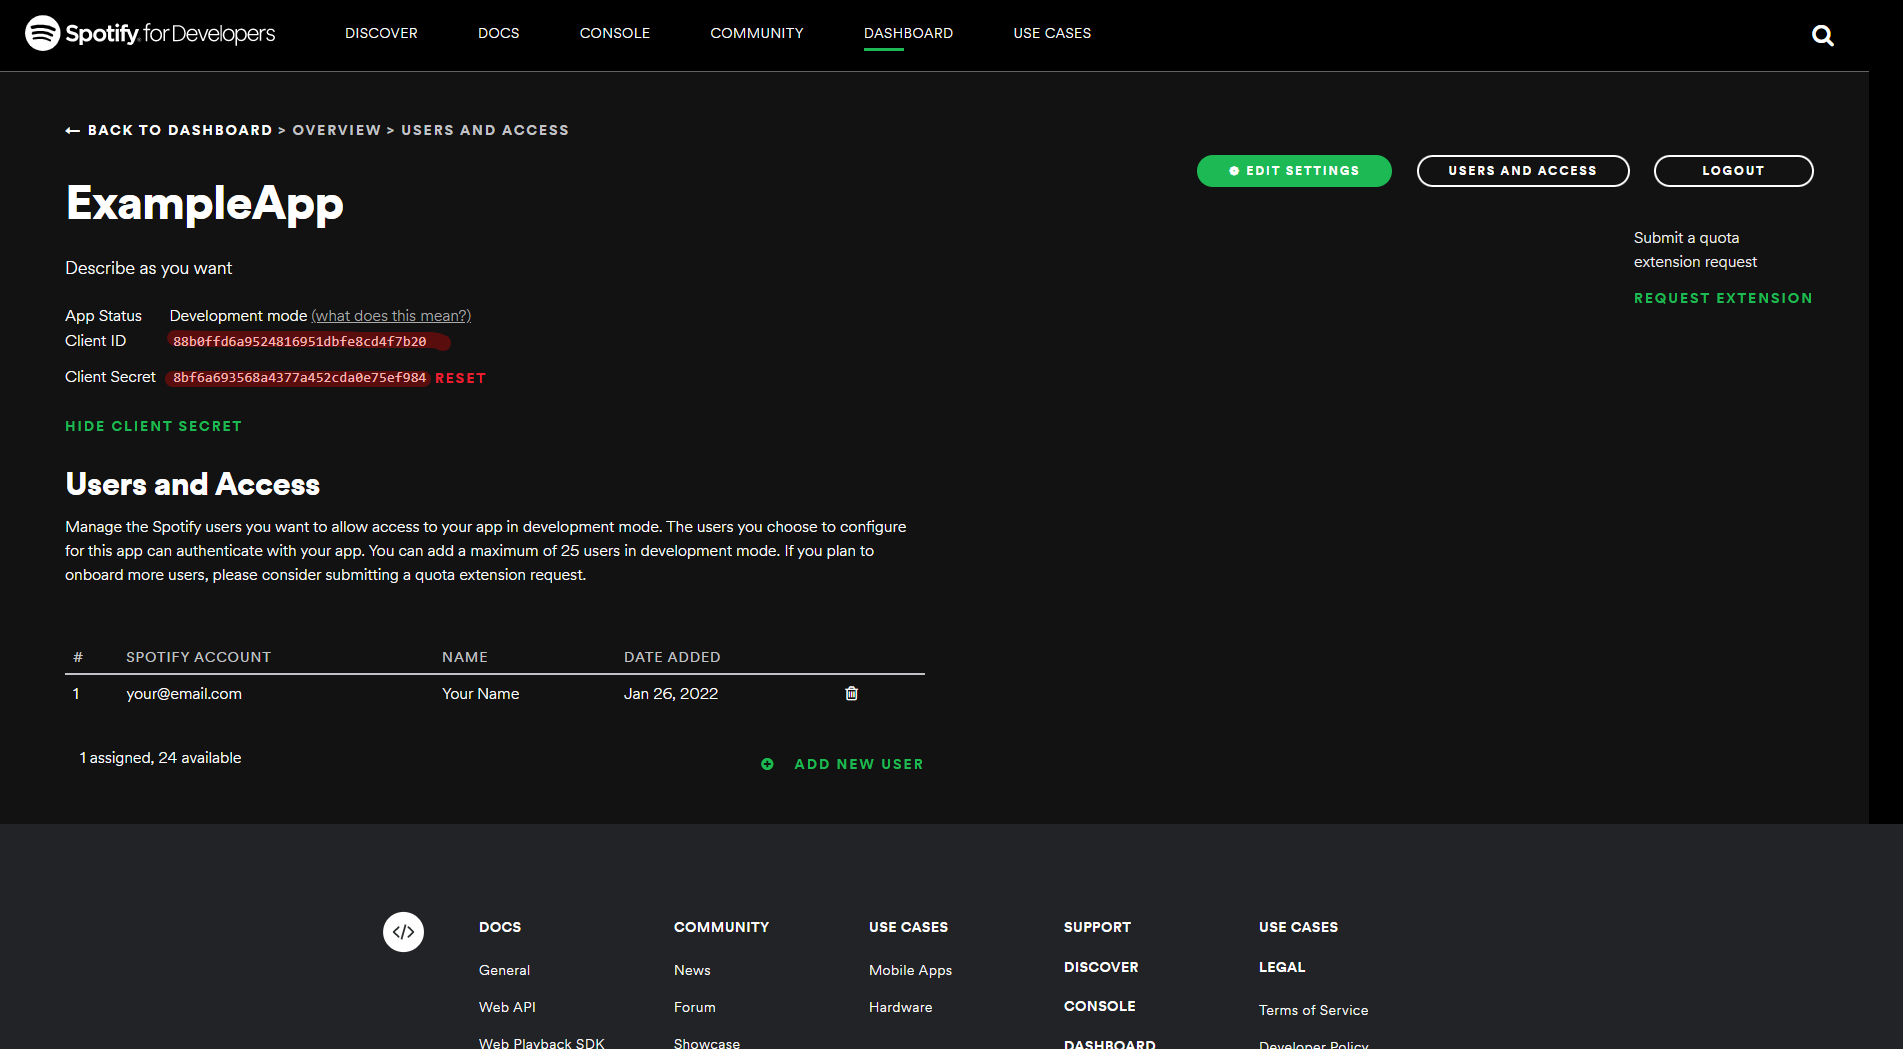 Spotify for Developers
DISCOVER DOCS CONSOLE COMMUNITY DASHBOARD USE CASES
← BACK TO DASHBOARD > OVERVIEW > USERS AND ACCESS
EDIT SETTINGS USERS AND ACCESS LOGOUT
ExampleApp
Submit a quota
extension request
REQUEST EXTENSION
Describe as you want
App Status Development mode (what does this mean?)
Client ID 88b0ffd6a9524816951dbfe8cd4f7b20
Client Secret 8bf6a693568a4377a452cda0e75ef984 RESET
HIDE CLIENT SECRET
Users and Access
Manage the Spotify users you want to allow access to your app in development mode. The users you choose to configure
for this app can authenticate with your app. You can add a maximum of 25 users in development mode. If you plan to
onboard more users, please consider submitting a quota extension request.
# SPOTIFY ACCOUNT NAME DATE ADDED
1 your@email.com Your Name Jan 26, 2022
1 assigned, 24 available
ADD NEW USER
</>
DOCS
General
Web API
Web Playback SDK
COMMUNITY
News
Forum
Showcase
USE CASES
Mobile Apps
Hardware
SUPPORT
DISCOVER
CONSOLE
DASHBOARD
USE CASES
LEGAL
Terms of Service
Developer Policy